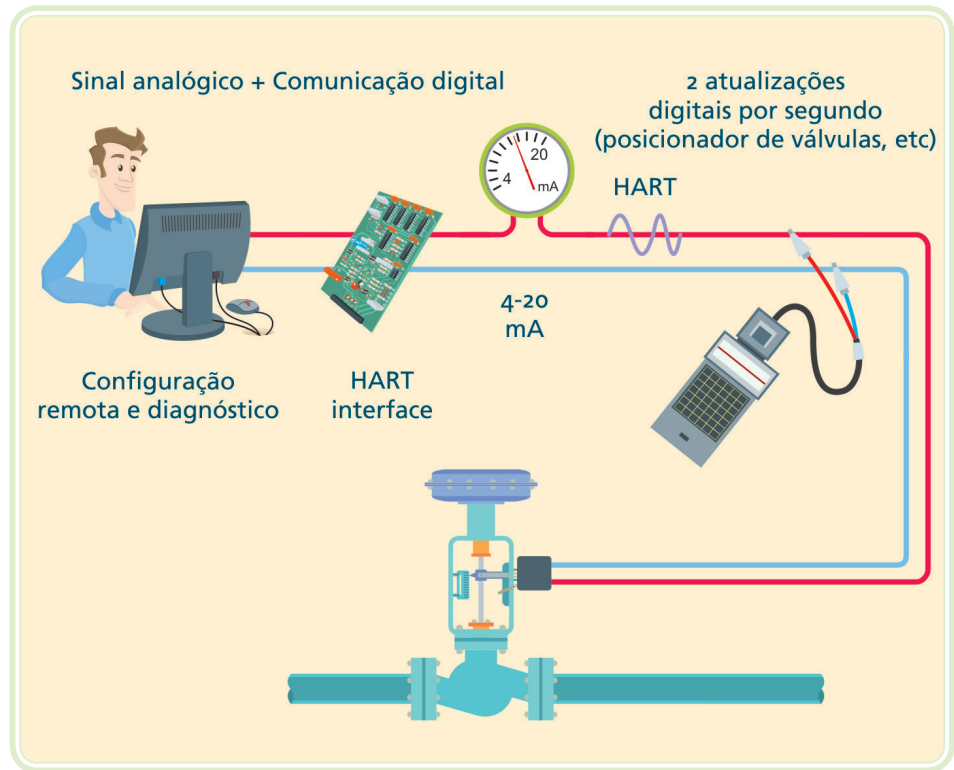 Sinal analógico + Comunicação digital
2 atualizações
digitais por segundo
(posicionador de válvulas, etc)
4
20
mA
HART
4-20
mA
Configuração
remota e diagnóstico
HART
interface